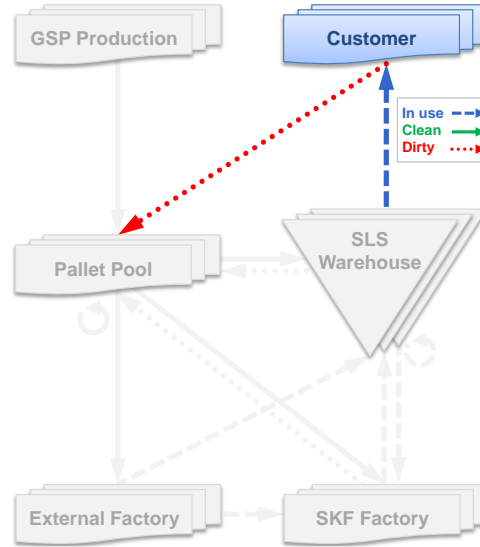 GSP Production
Customer
In use
Clean
Dirty
Pallet Pool
SLS
Warehouse
External Factory
SKF Factory